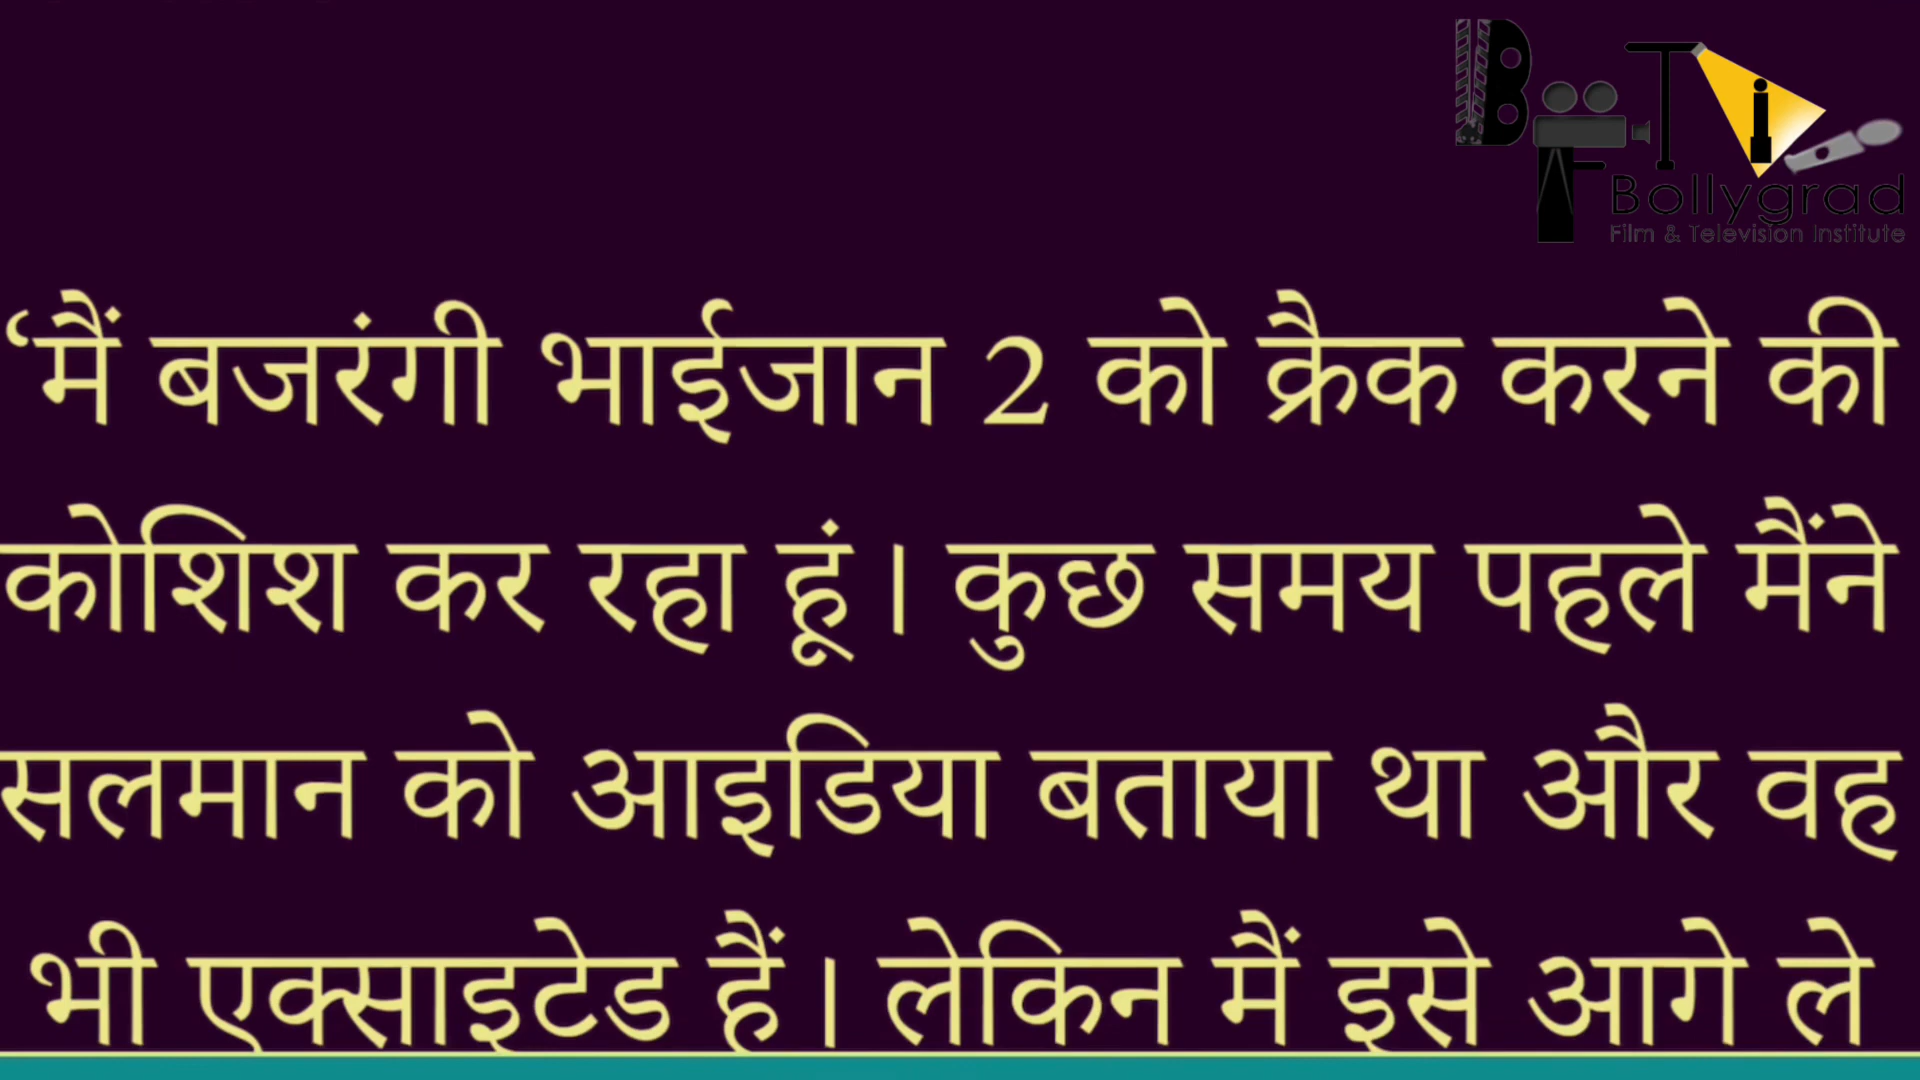 BFTi
Bollygrad
Film & Television Institute
‘मैं बजरंगी भाईजान 2 को क्रैक करने की
कोशिश कर रहा हूं। कुछ समय पहले मैंने
सलमान को आइडिया बताया था और वह
भी एक्साइटेड हैं। लेकिन मैं इसे आगे ले